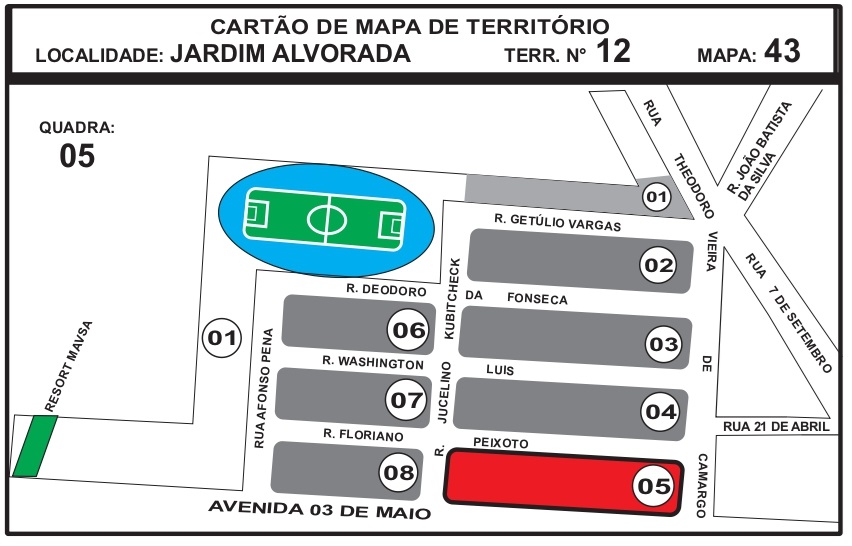 CARTÃO DE MAPA DE TERRITÓRIO
LOCALIDADE: JARDIM ALVORADA TERR. N° 12 MAPA: 43
QUADRA:
05
RUA THEODORO VIEIRA DE CAMARGO
R. JOÃO BATISTA
DA SILVA
01
R. GETÚLIO VARGAS
02
RUA 7 DE SETEMBRO
R. DEODORO DA FONSECA
01
06
03
R. WASHINGTON LUIS
07
04
RUA AFONSO PENA
R. JUCELINO KUBITCHECK
RESORT MAVSA
RUA 21 DE ABRIL
R. FLORIANO PEIXOTO
08
05
AVENIDA 03 DE MAIO